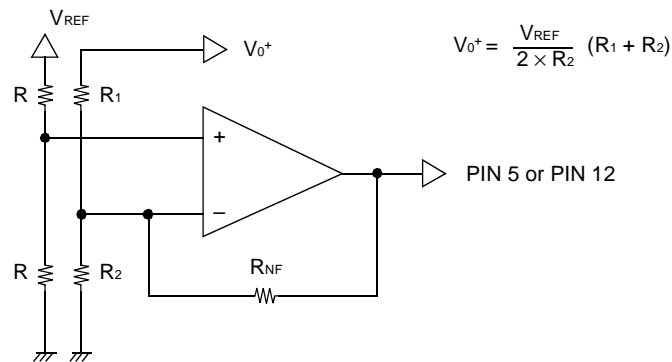 VREF
V0+
V0+ = VREF / 2 × R2 (R1 + R2)
R
R1
+
PIN 5 or PIN 12
−
R
R2
RNF